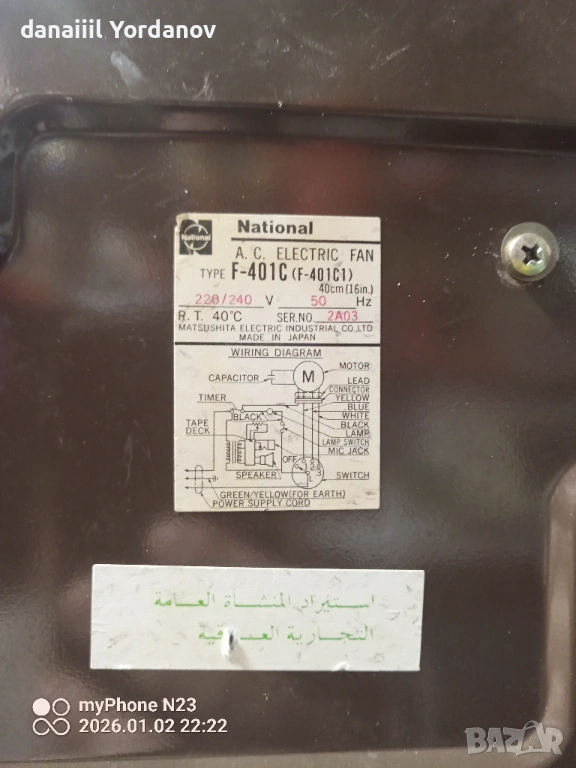 danaiiil Yordanov
National
National
A.C. ELECTRIC FAN
TYPE F-401C (F-401C1)
40cm (16in.)
220/240 V 50 Hz
R.T. 40°C SER.NO. 2A03
MATSUSHITA ELECTRIC INDUSTRIAL CO.,LTD.
MADE IN JAPAN
WIRING DIAGRAM
MOTOR
CAPACITOR
M
LEAD
CONNECTOR
YELLOW
TIMER
BLUE
WHITE
BLACK
BLACK
TAPE
DECK
LAMP
LAMP SWITCH
MIC JACK
OFF
SPEAKER
SWITCH
GREEN/YELLOW(FOR EARTH)
POWER SUPPLY CORD
استيراد المنشاة العامة
التجارية
myPhone N23
2026.01.02 22:22
BAZAR